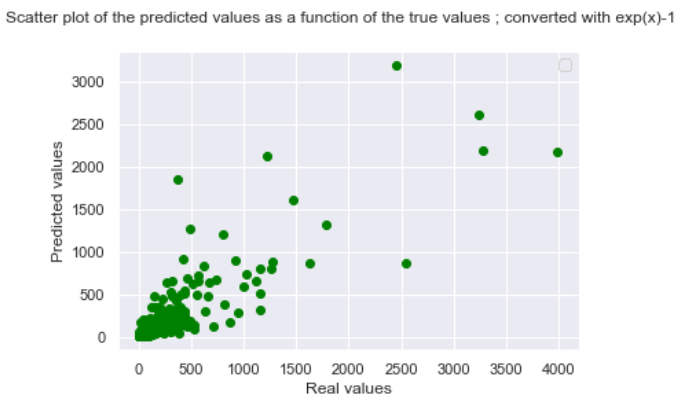 Scatter plot of the predicted values as a function of the true values ; converted with exp(x)-1
3000
2500
2000
1500
1000
500
0
Predicted values
0 500 1000 1500 2000 2500 3000 3500 4000
Real values